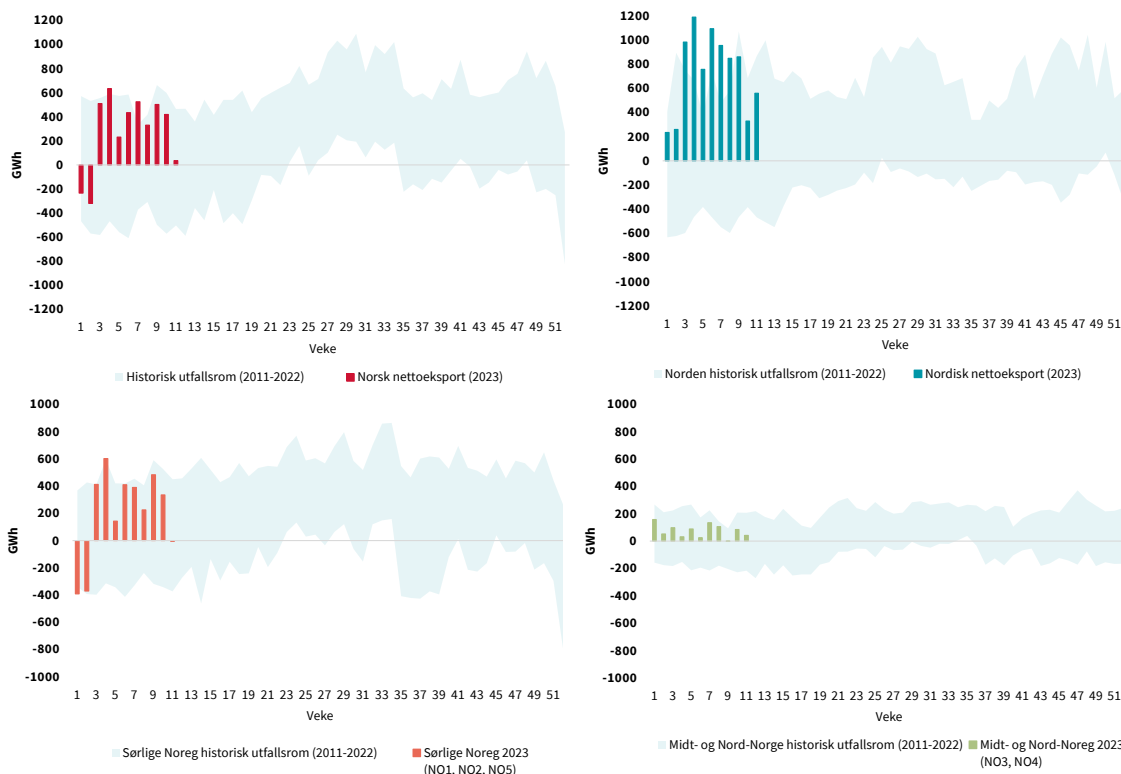 1200
1000
800
600
400
200
0
-200
-400
-600
-800
-1000
-1200
GWh
1 3 5 7 9 11 13 15 17 19 21 23 25 27 29 31 33 35 37 39 41 43 45 47 49 51
Veke
Historisk utfallsrom (2011-2022) Norsk nettoeksport (2023)
1200
1000
800
600
400
200
0
-200
-400
-600
-800
-1000
-1200
GWh
1 3 5 7 9 11 13 15 17 19 21 23 25 27 29 31 33 35 37 39 41 43 45 47 49 51
Veke
Norden historisk utfallsrom (2011-2022) Nordisk nettoeksport (2023)
1000
800
600
400
200
0
-200
-400
-600
-800
-1000
GWh
1 3 5 7 9 11 13 15 17 19 21 23 25 27 29 31 33 35 37 39 41 43 45 47 49 51
Veke
Sørlige Noreg historisk utfallsrom (2011-2022) Sørlige Noreg 2023
(NO1, NO2, NO5)
1000
800
600
400
200
0
-200
-400
-600
-800
-1000
GWh
1 3 5 7 9 11 13 15 17 19 21 23 25 27 29 31 33 35 37 39 41 43 45 47 49 51
Veke
Midt- og Nord-Norge historisk utfallsrom (2011-2022) Midt- og Nord-Noreg 2023
(NO3, NO4)